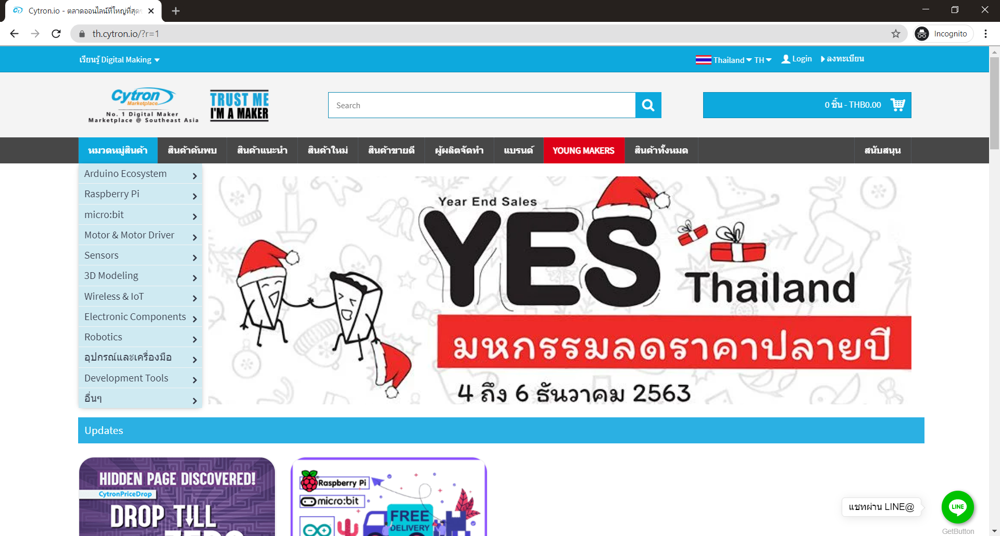 Cytron.io - ตลาดออนไลน์ที่ใหญ่ที่สุด
th.cytron.io/?r=1
Incognito
เรียนรู้ Digital Making
Thailand TH Login ลงทะเบียน
Cytron
Marketplace
No. 1 Digital Maker
Marketplace @ Southeast Asia
TRUST ME
I'M A MAKER
Search
0 ชิ้น - THB0.00
หมวดหมู่สินค้า สินค้าค้นพบ สินค้าแนะนำ สินค้าใหม่ สินค้าขายดี ผู้ผลิตจัดทำ แบรนด์ YOUNG MAKERS สินค้าทั้งหมด สนับสนุน
Arduino Ecosystem
Raspberry Pi
micro:bit
Motor & Motor Driver
Sensors
3D Modeling
Wireless & IoT
Electronic Components
Robotics
อุปกรณ์และเครื่องมือ
Development Tools
อื่นๆ
Year End Sales
YES
Thailand
มหกรรมลดราคาปลายปี
4 ถึง 6 ธันวาคม 2563
Updates
HIDDEN PAGE DISCOVERED!
CytronPriceDrop
DROP TILL
ZERO
Raspberry Pi
micro:bit
FREE
DELIVERY
แชทผ่าน LINE@
LINE
GetButton